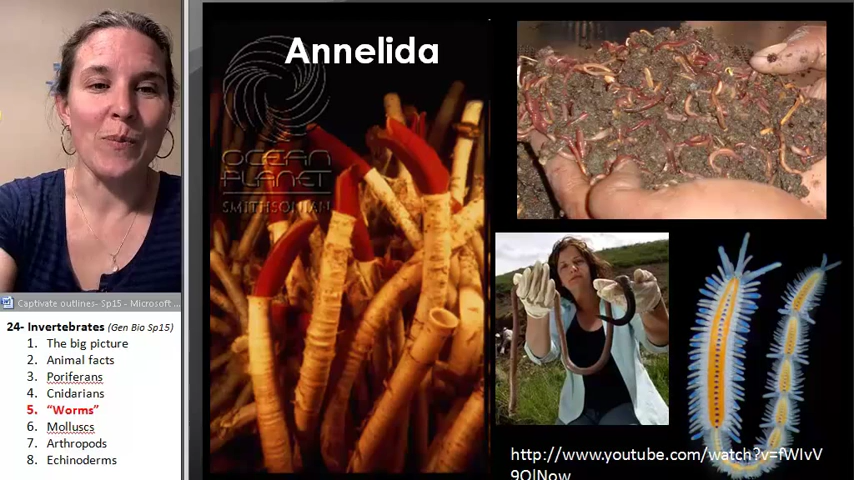 Annelida
OCEAN
PLANET
SMITHSONIAN
Captivate outlines- Sp15 - Microsoft ...
24- Invertebrates (Gen Bio Sp15)
1. The big picture
2. Animal facts
3. Poriferans
4. Cnidarians
5. "Worms"
6. Molluscs
7. Arthropods
8. Echinoderms
http://www.youtube.com/watch?v=fWIvV
9OlNow